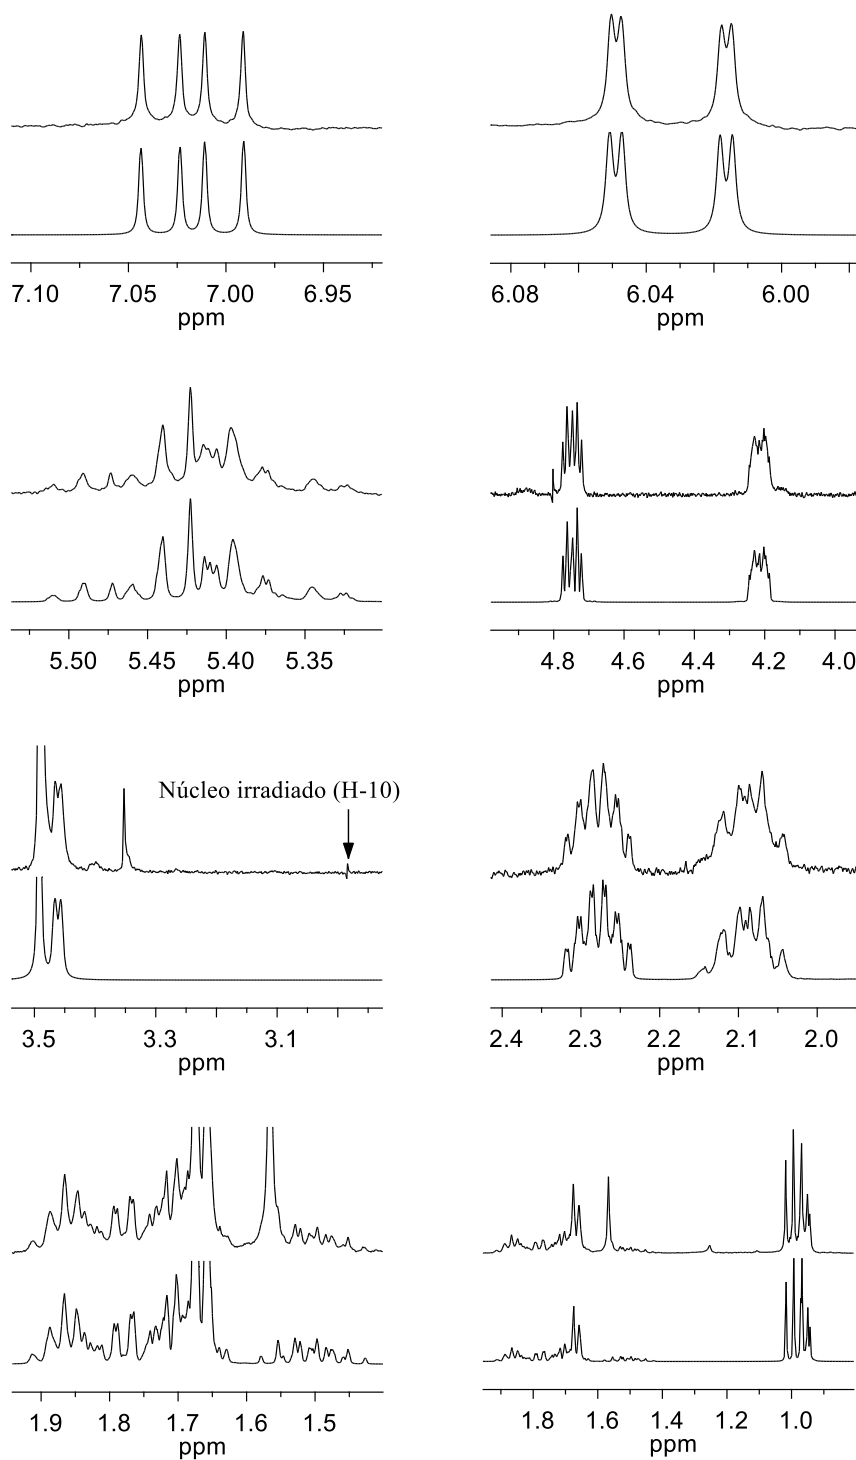 7.10 7.05 7.00 6.95
ppm
6.08 6.04 6.00
ppm
5.50 5.45 5.40 5.35
ppm
4.8 4.6 4.4 4.2 4.0
ppm
Núcleo irradiado (H-10)
3.5 3.3 3.1
ppm
2.4 2.3 2.2 2.1 2.0
ppm
1.9 1.8 1.7 1.6 1.5
ppm
1.8 1.6 1.4 1.2 1.0
ppm